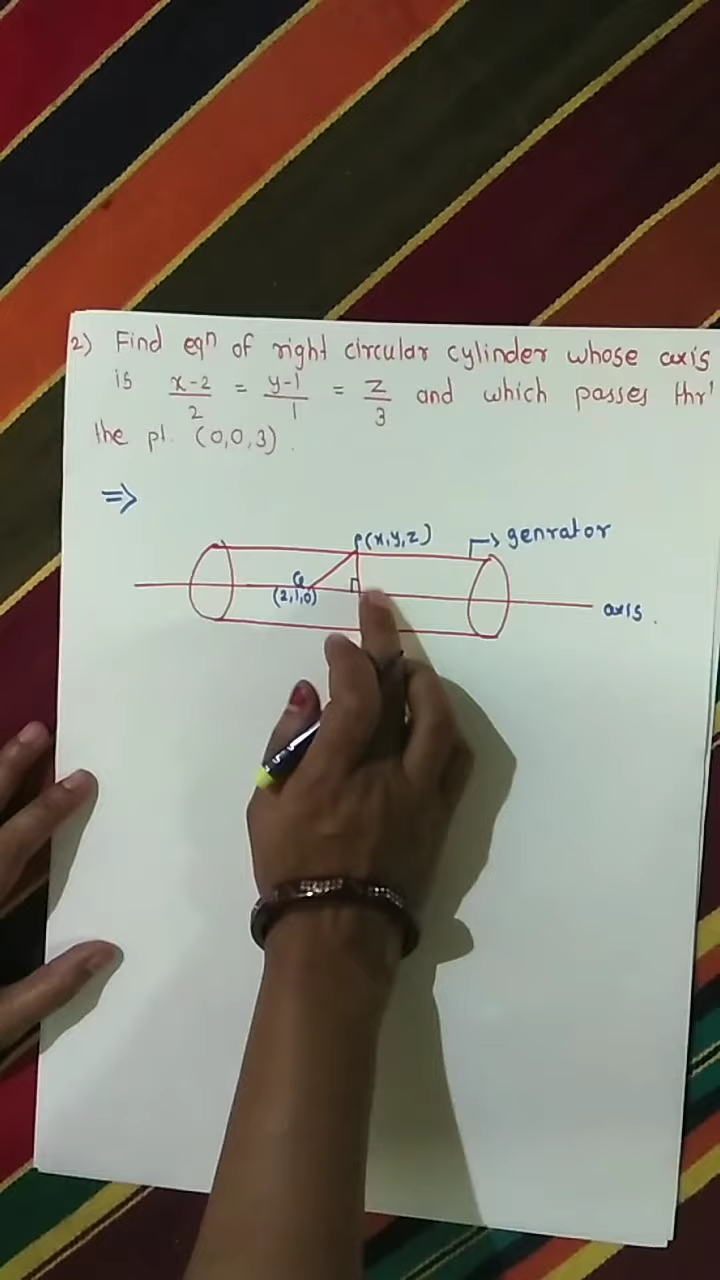 2) Find eqn of right circular cylinder whose axis
is x-2/2 = y-1/1 = z/3 and which passes thr'
the pt. (0,0,3).
=>
P(x,y,z)
genrator
(2,1,0)
axis.